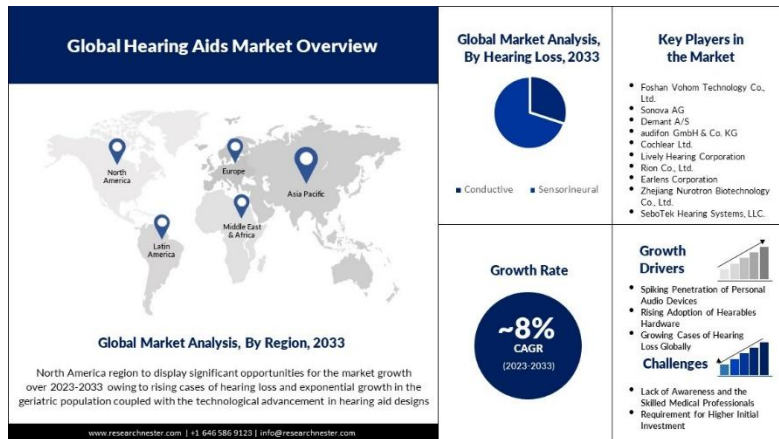 Global Hearing Aids Market Overview
North
America
Europe
Asia Pacific
Middle East
& Africa
Latin
America
Global Market Analysis, By Region, 2033
North America region to display significant opportunities for the market growth
over 2023-2033 owing to rising cases of hearing loss and exponential growth in the
geriatric population coupled with the technological advancement in hearing aid designs
www.researchnester.com | +1 646 586 9123 | info@researchnester.com
Global Market Analysis,
By Hearing Loss, 2033
Conductive
Sensorineural
Growth Rate
~8%
CAGR
(2023-2033)
Key Players in
the Market
• Foshan Vohom Technology Co.,
Ltd.
• Sonova AG
• Demant A/S
• audifon GmbH & Co. KG
• Cochlear Ltd.
• Lively Hearing Corporation
• Rion Co., Ltd.
• Earlens Corporation
• Zhejiang Nurotron Biotechnology
Co., Ltd.
• SeboTek Hearing Systems, LLC.
Growth
Drivers
• Spiking Penetration of Personal
Audio Devices
• Rising Adoption of Hearables
Hardware
• Growing Cases of Hearing
Loss Globally
Challenges
• Lack of Awareness and the
Skilled Medical Professionals
• Requirement for Higher Initial
Investment